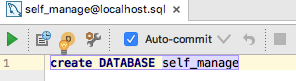 self_manage@localhost.sql
Auto-commit
1 create DATABASE self_manage